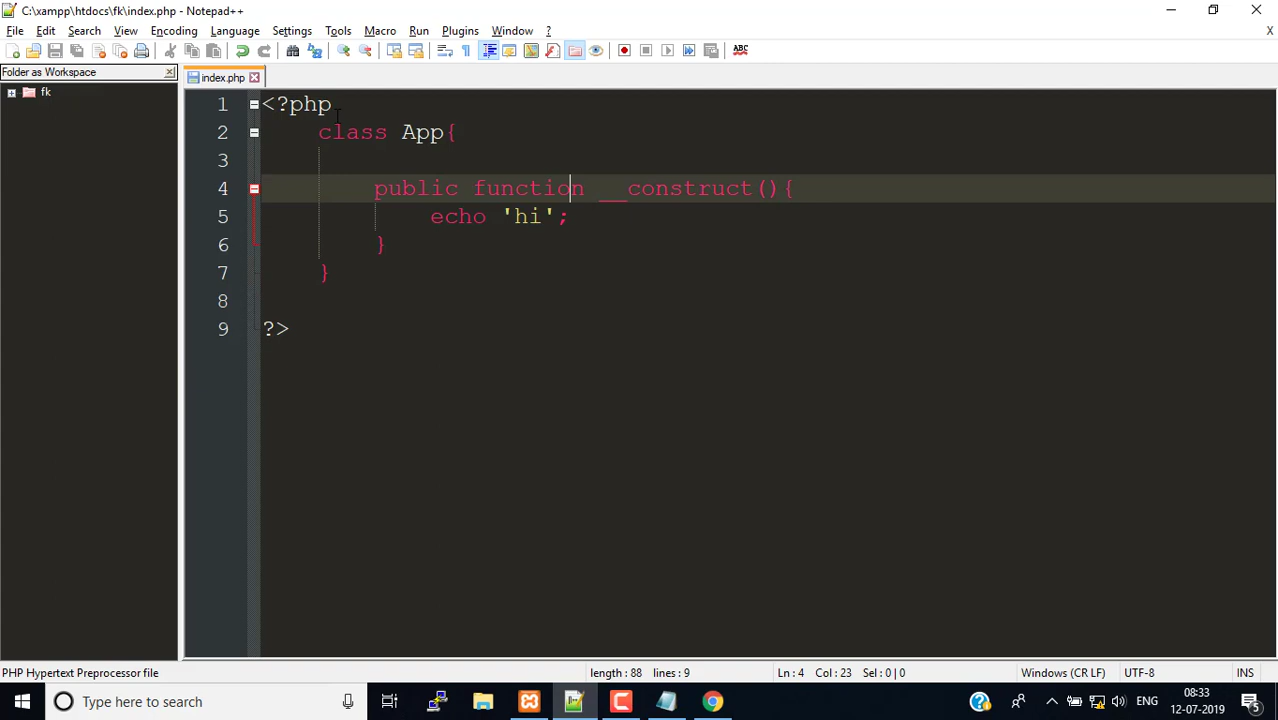 C:\xampp\htdocs\fk\index.php - Notepad++
File Edit Search View Encoding Language Settings Tools Macro Run Plugins Window ? X
Folder as Workspace
fk
index.php
1 <?php
2 class App{
3
4 public function __construct(){
5 echo 'hi';
6 }
7 }
8
9 ?>
PHP Hypertext Preprocessor file length : 88 lines : 9 Ln : 4 Col : 23 Sel : 0 | 0 Windows (CR LF) UTF-8 INS
Type here to search
ENG
08:33
12-07-2019
5
ABC